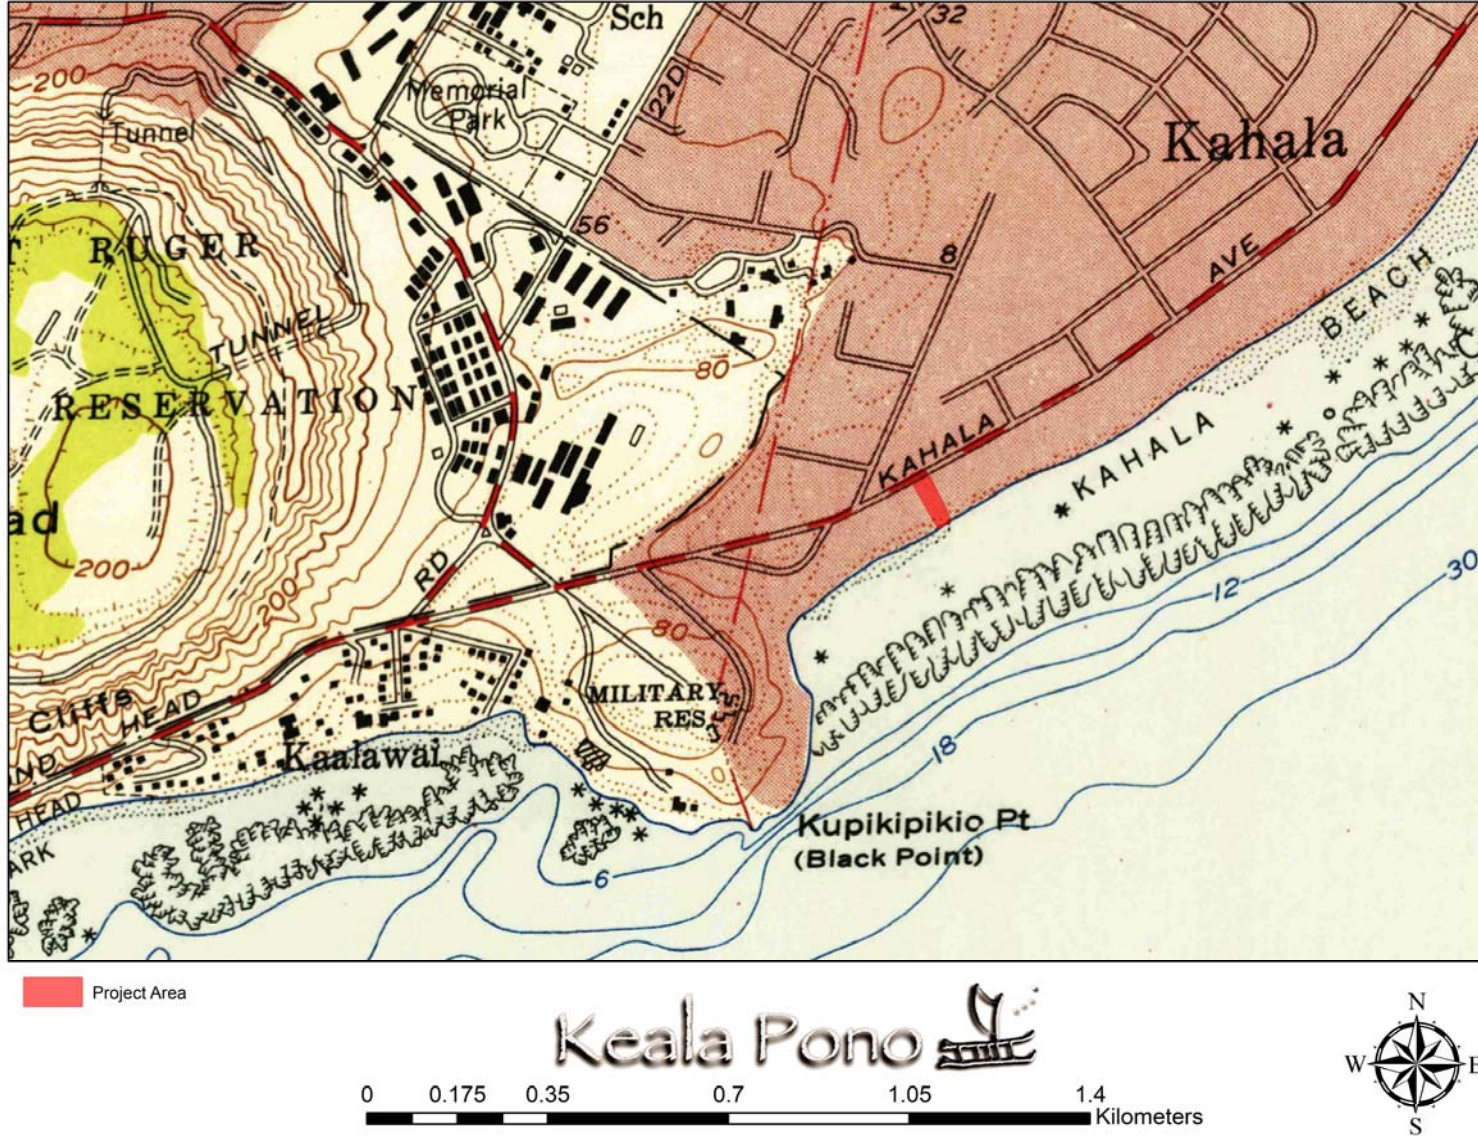 Sch
32
200
Memorial
Park
22D
Tunnel
Kahala
56
T RUGER
8
AVE
BEACH
TUNNEL
80
RESERVATION
KAHALA
KAHALA
ad
200
200
RD
12
30
80
Cliffs
HEAD
MILITARY
RES.
Kaalawai
18
HEAD
Kupikipikio Pt
(Black Point)
ARK
6
Project Area
Keala Pono
N
W E
S
0 0.175 0.35 0.7 1.05 1.4
Kilometers